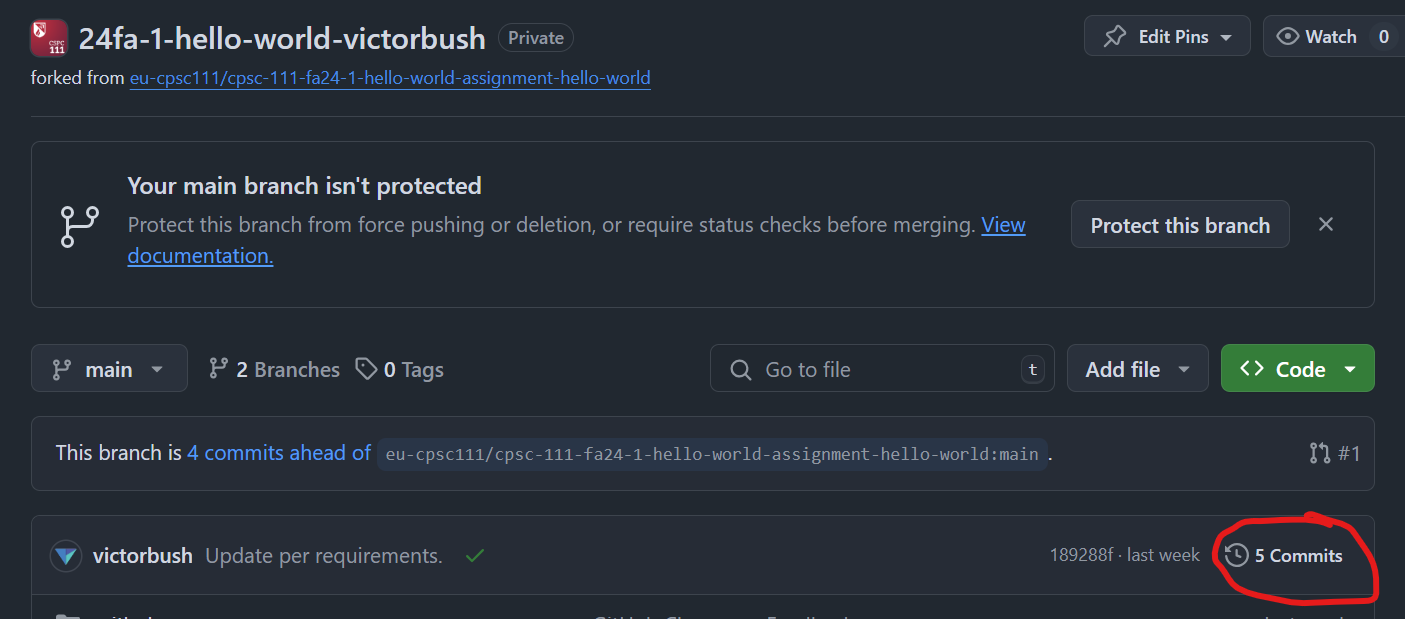 CSPC
111
24fa-1-hello-world-victorbush Private
Edit Pins
Watch 0
forked from eu-cpsc111/cpsc-111-fa24-1-hello-world-assignment-hello-world
Your main branch isn't protected
Protect this branch from force pushing or deletion, or require status checks before merging. View
documentation.
Protect this branch
main 2 Branches 0 Tags
Go to file t
Add file
Code
This branch is 4 commits ahead of eu-cpsc111/cpsc-111-fa24-1-hello-world-assignment-hello-world:main .
#1
victorbush Update per requirements.
189288f · last week
5 Commits